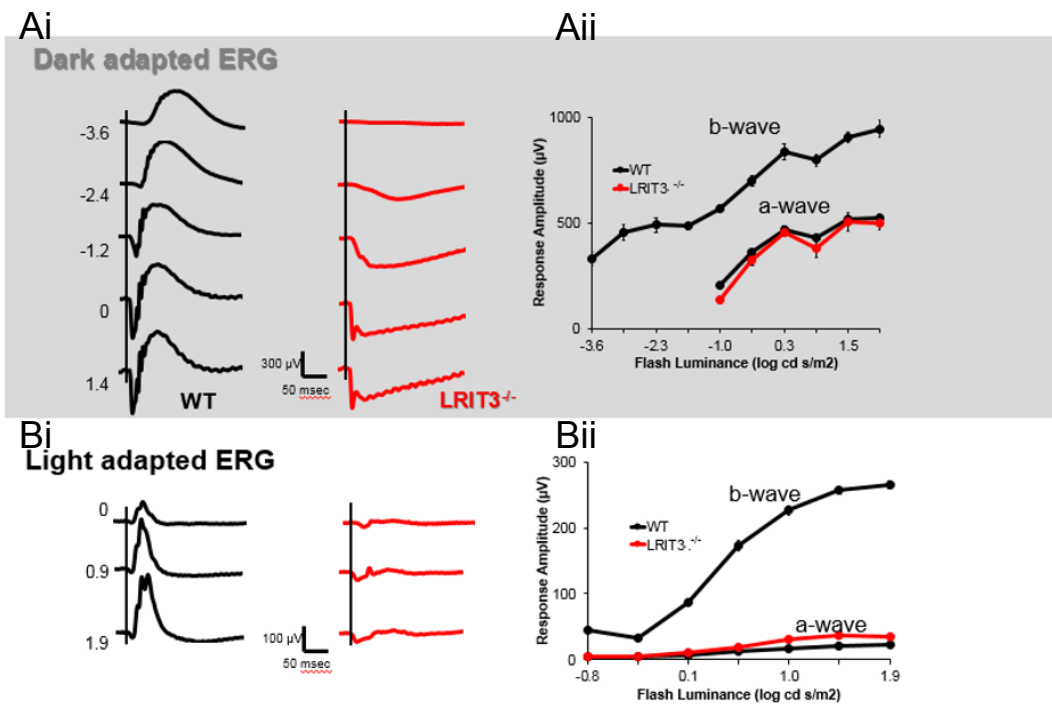 Ai
Aii
Dark adapted ERG
-3.6
-2.4
-1.2
0
1.4
300 µV
50 msec
WT
LRIT3-/-
1000
500
0
Response Amplitude (µV)
b-wave
WT
LRIT3. -/-
a-wave
-3.6
-2.3
-1.0
0.3
1.5
Flash Luminance (log cd s/m2)
Bi
Bii
Light adapted ERG
0
0.9
1.9
100 µV
50 msec
300
200
100
0
Response Amplitude (µV)
b-wave
WT
LRIT3.-/-
a-wave
-0.8
0.1
1.0
1.9
Flash Luminance (log cd s/m2)